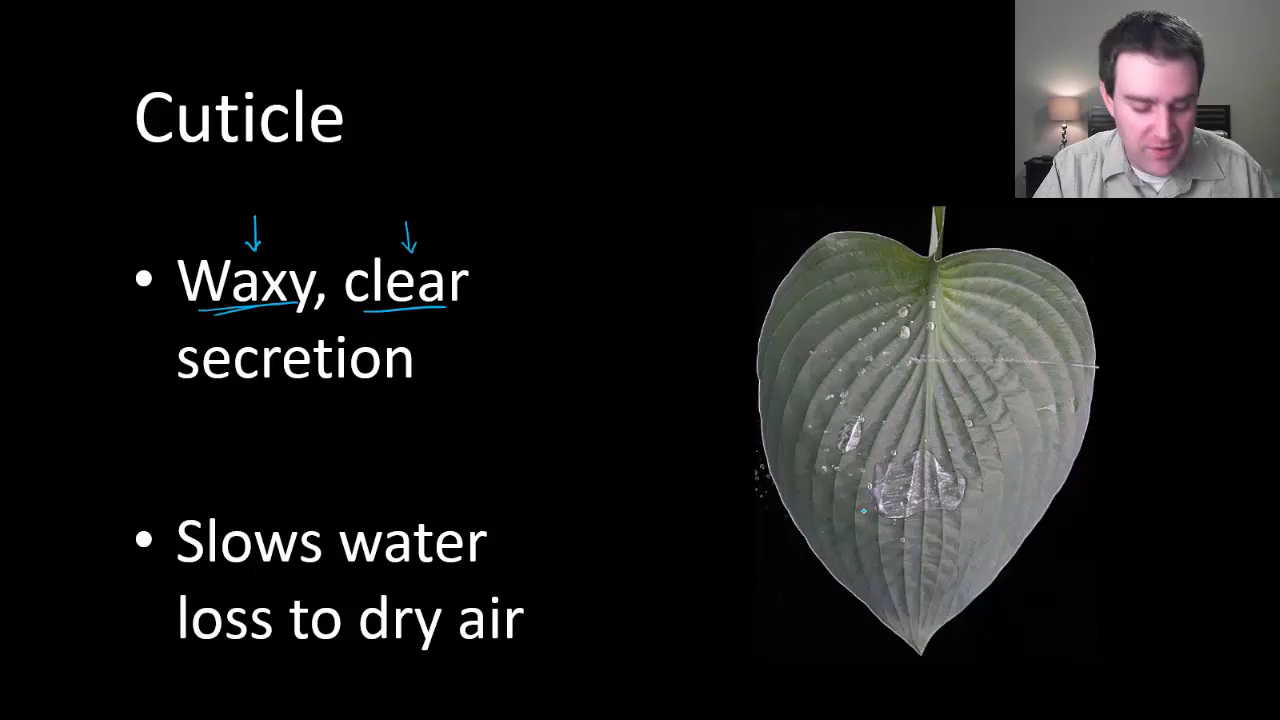 Cuticle
• Waxy, clear
secretion
• Slows water
loss to dry air